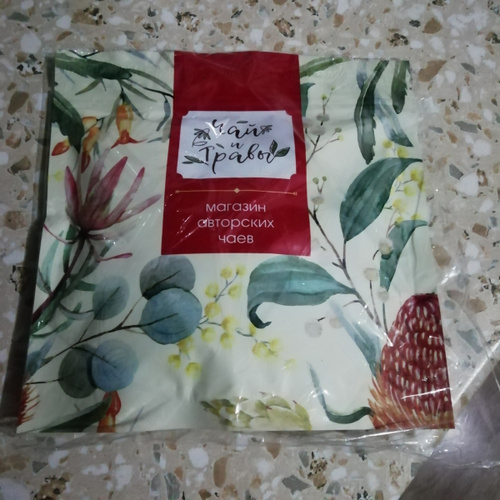 Чай
и
Травы
магазин
авторских
чаев